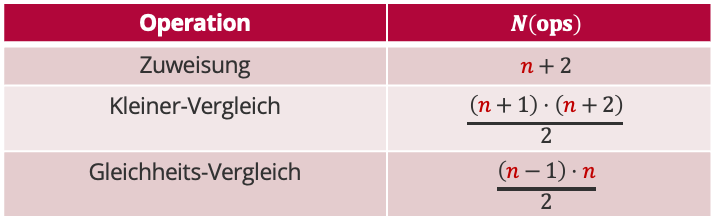 Operation N(ops)
Zuweisung n + 2
Kleiner-Vergleich (n + 1) · (n + 2)
2
Gleichheits-Vergleich (n − 1) · n
2